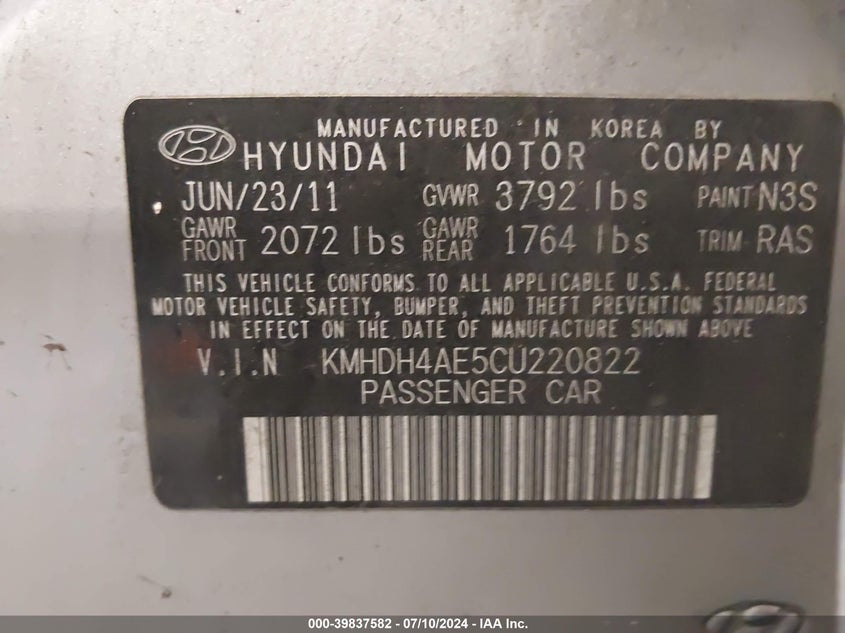 MANUFACTURED IN KOREA BY
HYUNDAI MOTOR COMPANY
JUN/23/11 GVWR 3792 lbs PAINT N3S
GAWR FRONT 2072 lbs GAWR REAR 1764 lbs TRIM RAS
THIS VEHICLE CONFORMS TO ALL APPLICABLE U.S.A. FEDERAL
MOTOR VEHICLE SAFETY, BUMPER, AND THEFT PREVENTION STANDARDS
IN EFFECT ON THE DATE OF MANUFACTURE SHOWN ABOVE
V.I.N KMHDH4AE5CU220822
PASSENGER CAR
000-39837582 - 07/10/2024 - IAA Inc.